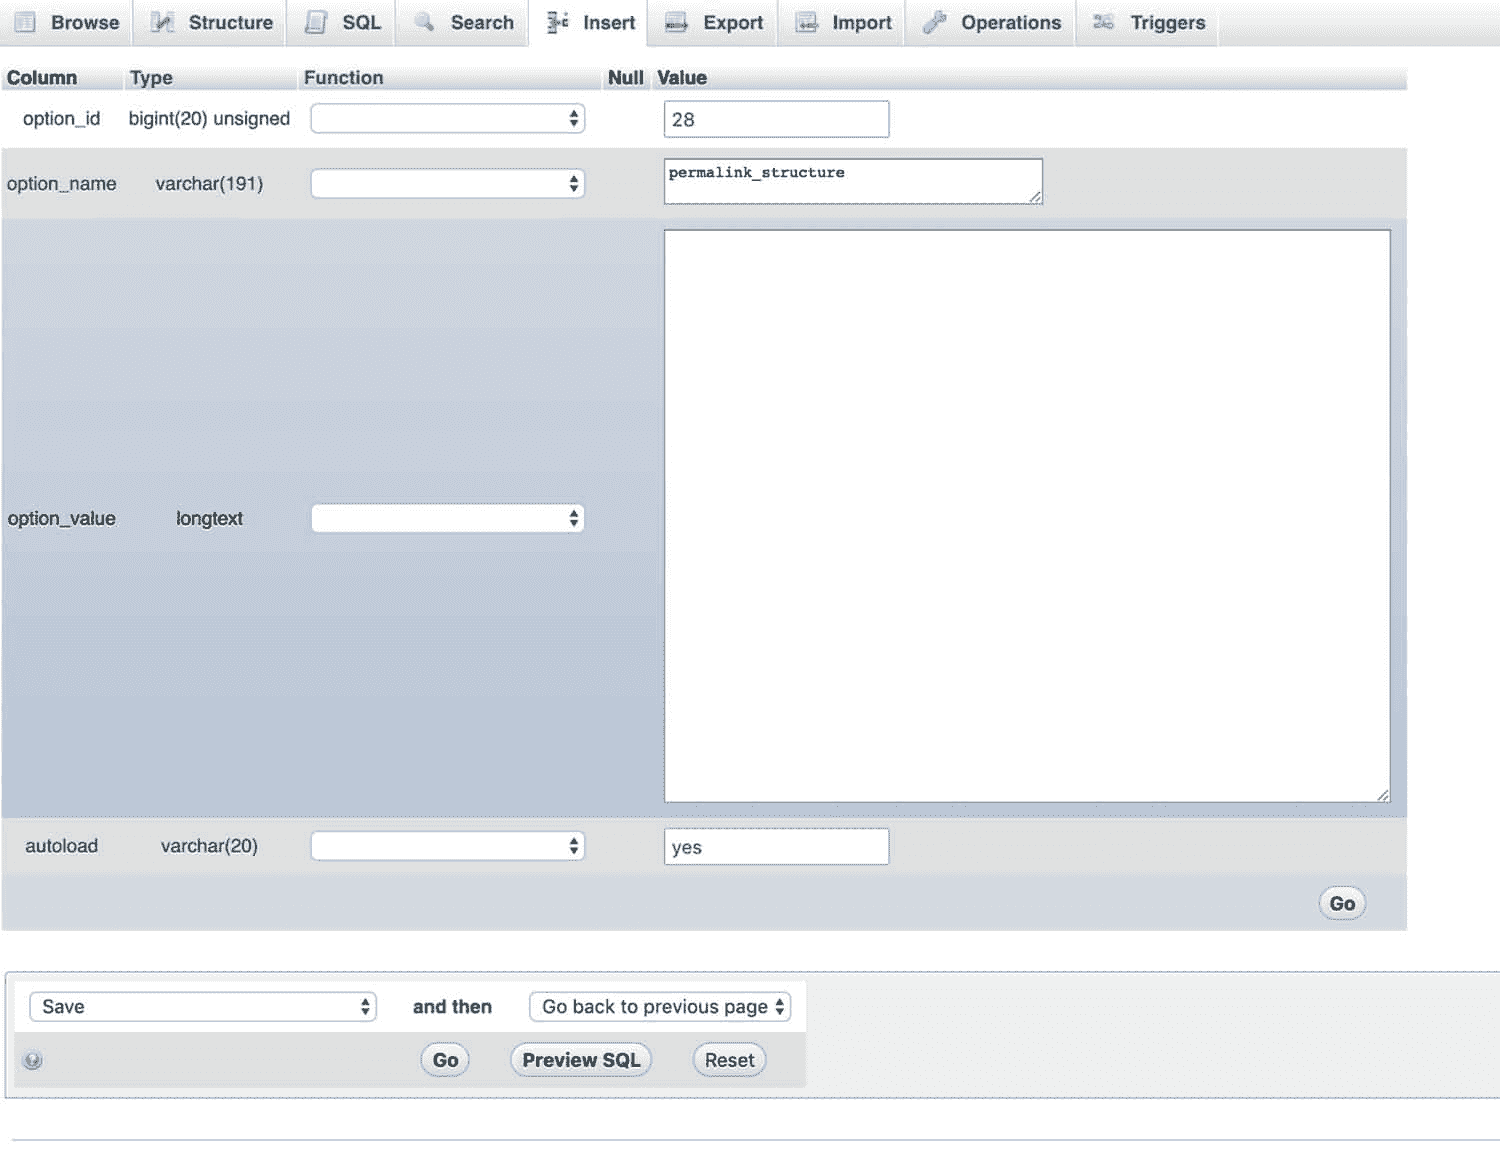 Browse Structure SQL Search Insert Export Import Operations Triggers
Column Type Function Null Value
option_id bigint(20) unsigned 28
option_name varchar(191) permalink_structure
option_value longtext
autoload varchar(20) yes
Go
Save and then Go back to previous page
Go Preview SQL Reset